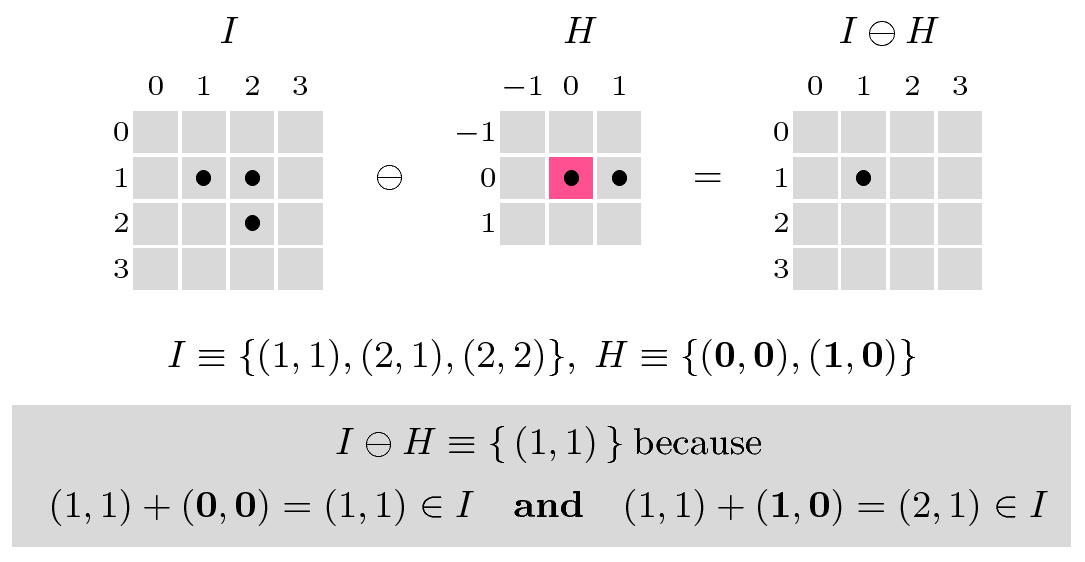 I H I ⊖ H
0 1 2 3 −1 0 1 0 1 2 3
0 −1 0
1 ⊖ 0 = 1
2 1 2
3 3
I ≡ {(1, 1), (2, 1), (2, 2)}, H ≡ {(0, 0), (1, 0)}
I ⊖ H ≡ { (1, 1) } because
(1, 1) + (0, 0) = (1, 1) ∈ I and (1, 1) + (1, 0) = (2, 1) ∈ I